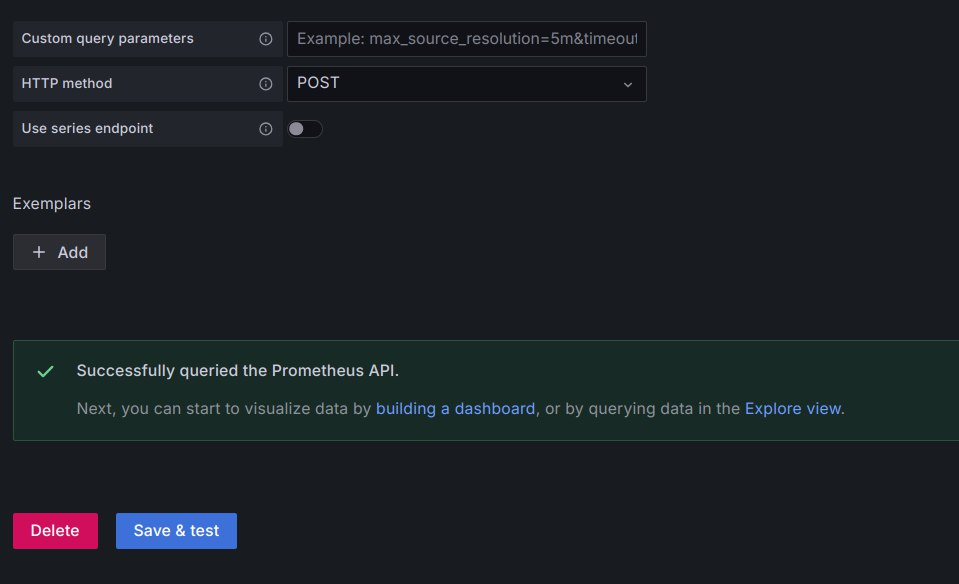 Custom query parameters
Example: max_source_resolution=5m&timeout
HTTP method
POST
Use series endpoint
Exemplars
+ Add
Successfully queried the Prometheus API.
Next, you can start to visualize data by building a dashboard, or by querying data in the Explore view.
Delete
Save & test